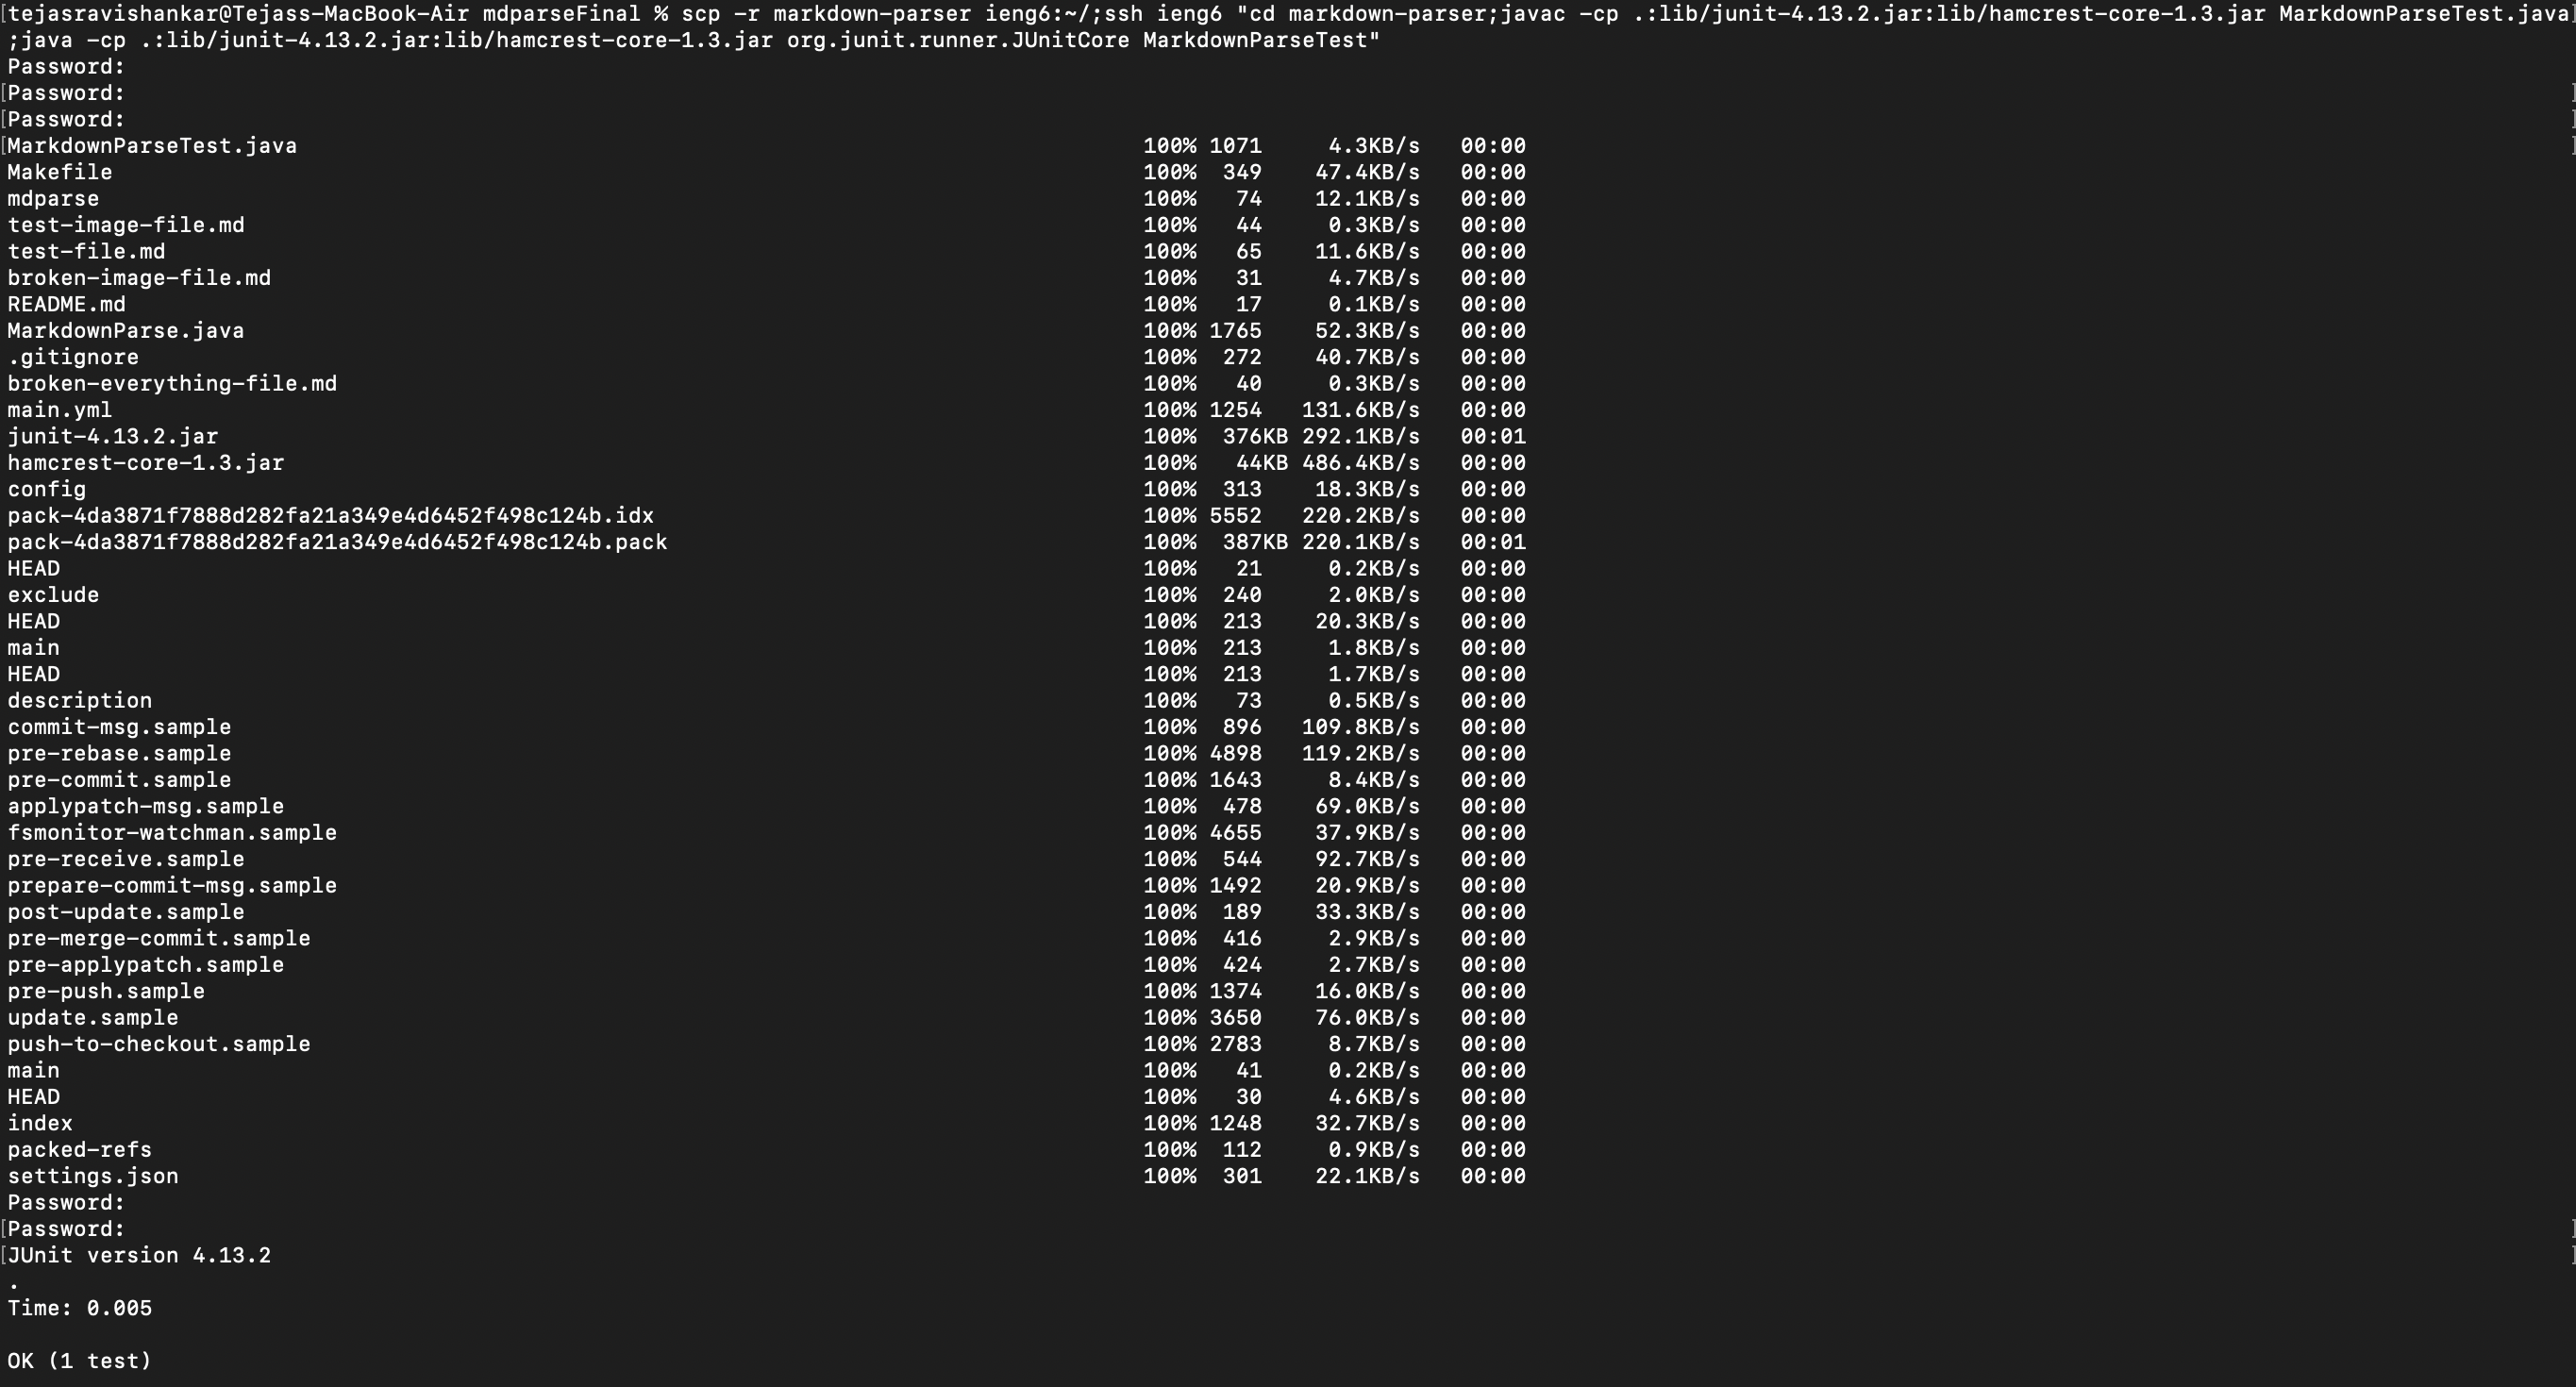 [tejasravishankar@Tejass-MacBook-Air mdparseFinal % scp -r markdown-parser ieng6:~/;ssh ieng6 "cd markdown-parser;javac -cp .:lib/junit-4.13.2.jar:lib/hamcrest-core-1.3.jar MarkdownParseTest.java]
;java -cp .:lib/junit-4.13.2.jar:lib/hamcrest-core-1.3.jar org.junit.runner.JUnitCore MarkdownParseTest"
Password:
[Password: ]
[Password: ]
[MarkdownParseTest.java 100% 1071 4.3KB/s 00:00 ]
Makefile 100% 349 47.4KB/s 00:00
mdparse 100% 74 12.1KB/s 00:00
test-image-file.md 100% 44 0.3KB/s 00:00
test-file.md 100% 65 11.6KB/s 00:00
broken-image-file.md 100% 31 4.7KB/s 00:00
README.md 100% 17 0.1KB/s 00:00
MarkdownParse.java 100% 1765 52.3KB/s 00:00
.gitignore 100% 272 40.7KB/s 00:00
broken-everything-file.md 100% 40 0.3KB/s 00:00
main.yml 100% 1254 131.6KB/s 00:00
junit-4.13.2.jar 100% 376KB 292.1KB/s 00:01
hamcrest-core-1.3.jar 100% 44KB 486.4KB/s 00:00
config 100% 313 18.3KB/s 00:00
pack-4da3871f7888d282fa21a349e4d6452f498c124b.idx 100% 5552 220.2KB/s 00:00
pack-4da3871f7888d282fa21a349e4d6452f498c124b.pack 100% 387KB 220.1KB/s 00:01
HEAD 100% 21 0.2KB/s 00:00
exclude 100% 240 2.0KB/s 00:00
HEAD 100% 213 20.3KB/s 00:00
main 100% 213 1.8KB/s 00:00
HEAD 100% 213 1.7KB/s 00:00
description 100% 73 0.5KB/s 00:00
commit-msg.sample 100% 896 109.8KB/s 00:00
pre-rebase.sample 100% 4898 119.2KB/s 00:00
pre-commit.sample 100% 1643 8.4KB/s 00:00
applypatch-msg.sample 100% 478 69.0KB/s 00:00
fsmonitor-watchman.sample 100% 4655 37.9KB/s 00:00
pre-receive.sample 100% 544 92.7KB/s 00:00
prepare-commit-msg.sample 100% 1492 20.9KB/s 00:00
post-update.sample 100% 189 33.3KB/s 00:00
pre-merge-commit.sample 100% 416 2.9KB/s 00:00
pre-applypatch.sample 100% 424 2.7KB/s 00:00
pre-push.sample 100% 1374 16.0KB/s 00:00
update.sample 100% 3650 76.0KB/s 00:00
push-to-checkout.sample 100% 2783 8.7KB/s 00:00
main 100% 41 0.2KB/s 00:00
HEAD 100% 30 4.6KB/s 00:00
index 100% 1248 32.7KB/s 00:00
packed-refs 100% 112 0.9KB/s 00:00
settings.json 100% 301 22.1KB/s 00:00
Password:
[Password: ]
[JUnit version 4.13.2 ]
.
Time: 0.005
OK (1 test)